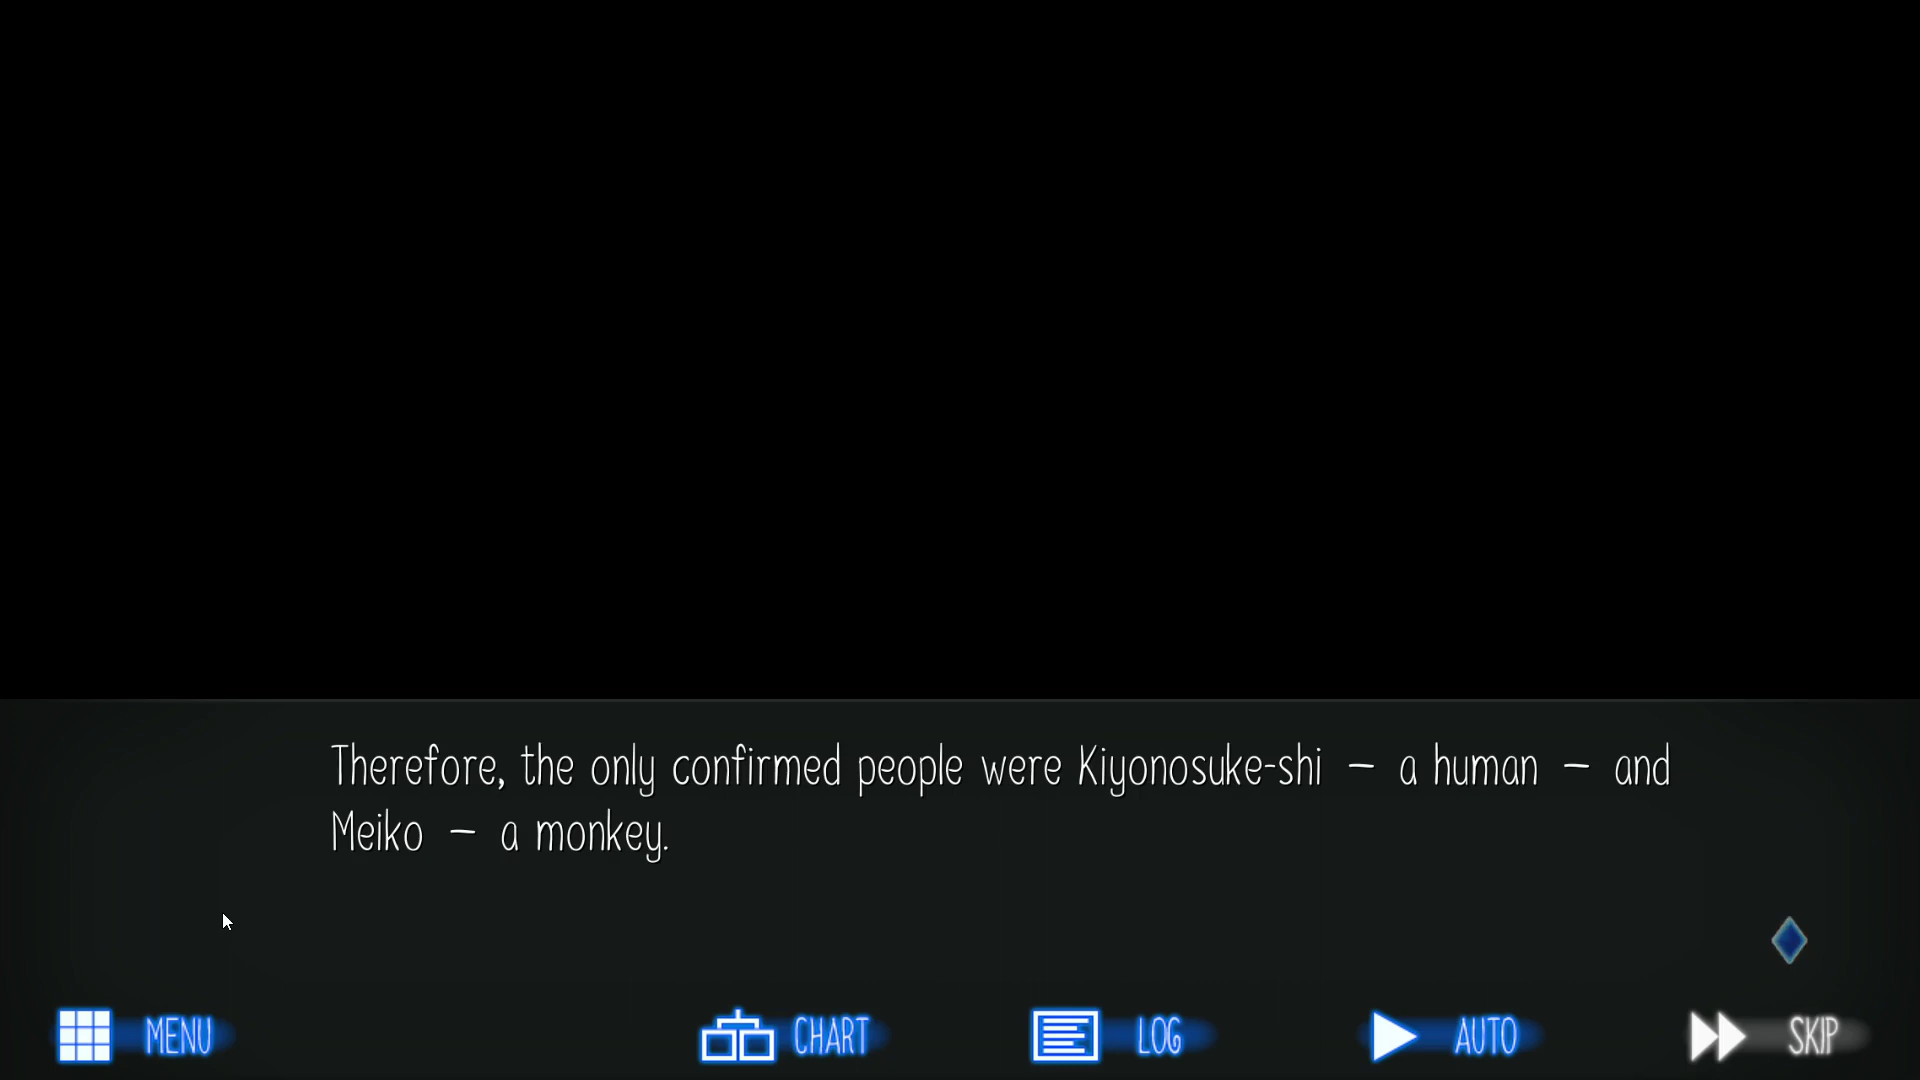 Therefore, the only confirmed people were Kiyonosuke-shi – a human – and
Meiko – a monkey.
MENU
CHART
LOG
AUTO
SKIP